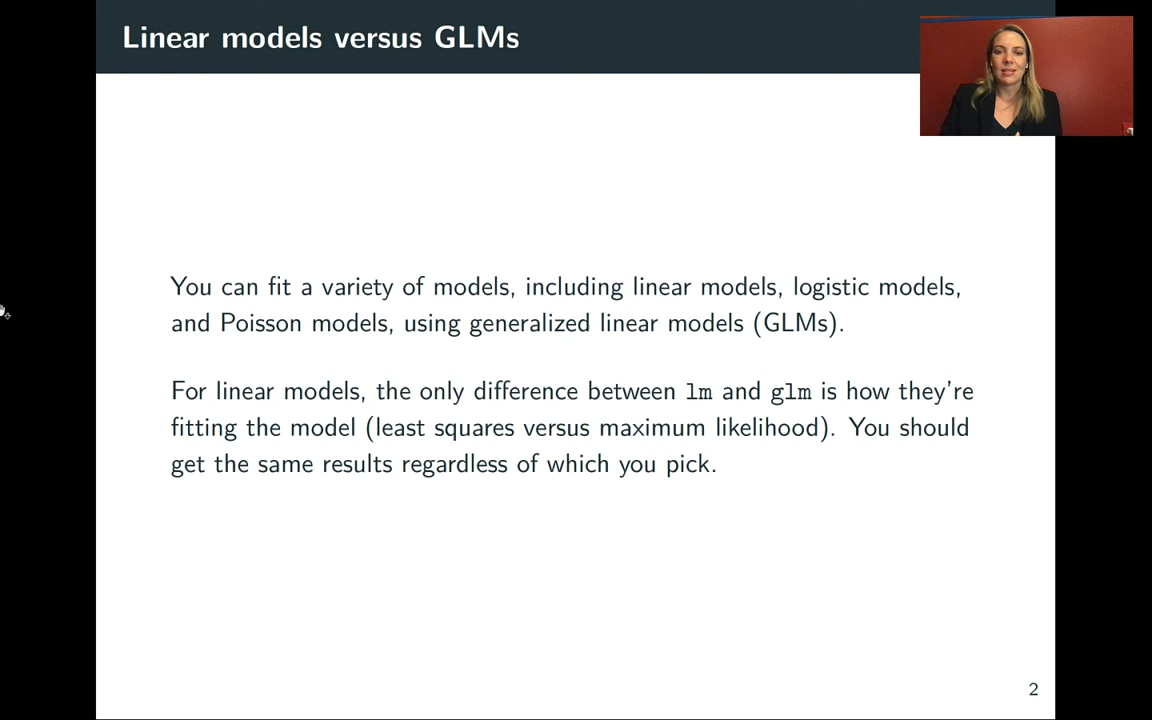 Linear models versus GLMs
You can fit a variety of models, including linear models, logistic models,
and Poisson models, using generalized linear models (GLMs).
For linear models, the only difference between lm and glm is how they're
fitting the model (least squares versus maximum likelihood). You should
get the same results regardless of which you pick.
2